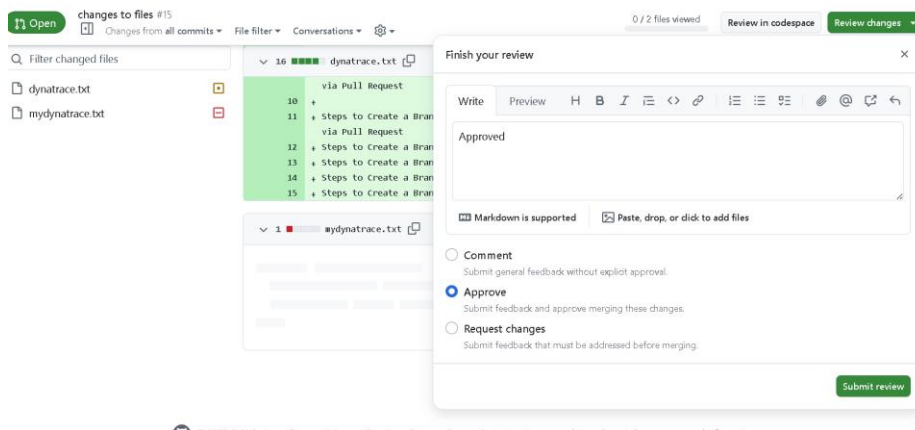 Open
changes to files #15
Changes from all commits
File filter
Conversations
0 / 2 files viewed
Review in codespace
Review changes
Filter changed files
dynatrace.txt
mydynatrace.txt
16 dynatrace.txt
via Pull Request
10 +
11 + Steps to Create a Bran
via Pull Request
12 + Steps to Create a Bran
13 + Steps to Create a Bran
14 + Steps to Create a Bran
15 + Steps to Create a Bran
1 mydynatrace.txt
Finish your review
Write Preview
Approved
Markdown is supported
Paste, drop, or click to add files
Comment
Submit general feedback without explicit approval.
Approve
Submit feedback and approve merging these changes.
Request changes
Submit feedback that must be addressed before merging.
Submit review